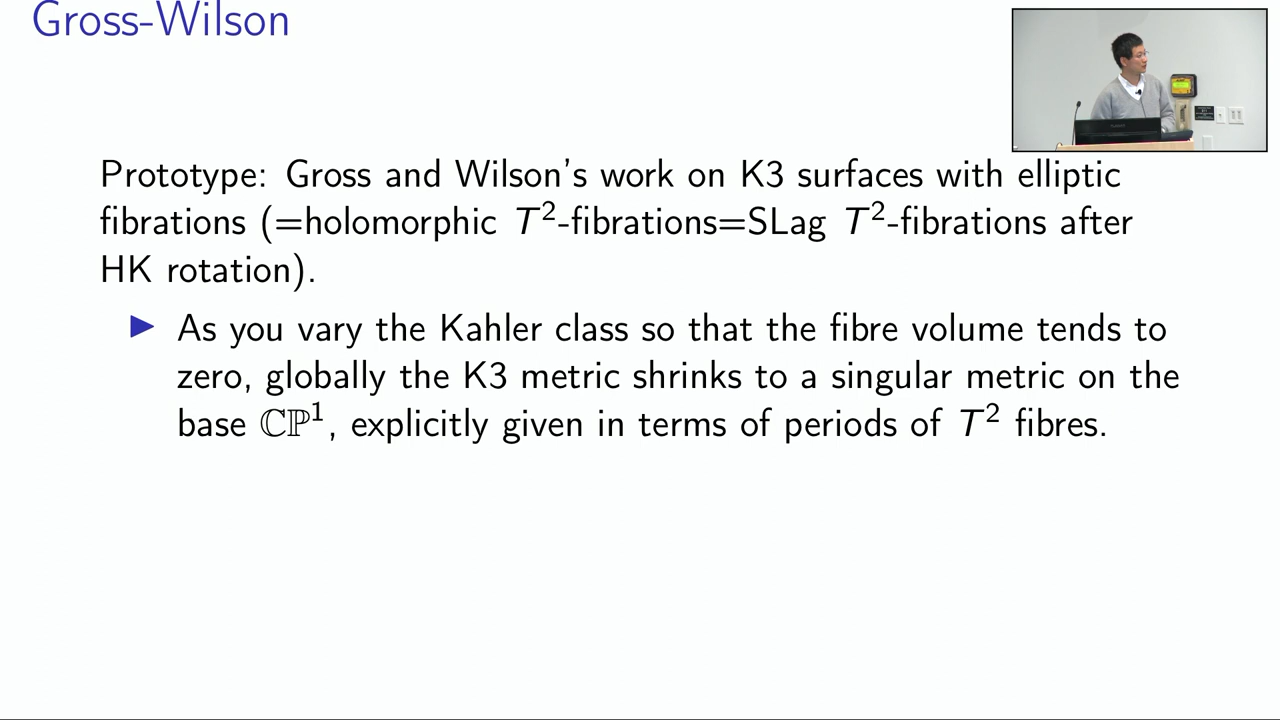 Gross-Wilson
Prototype: Gross and Wilson's work on K3 surfaces with elliptic
fibrations (=holomorphic T²-fibrations=SLag T²-fibrations after
HK rotation).
▶ As you vary the Kahler class so that the fibre volume tends to
zero, globally the K3 metric shrinks to a singular metric on the
base ℂℙ¹, explicitly given in terms of periods of T² fibres.